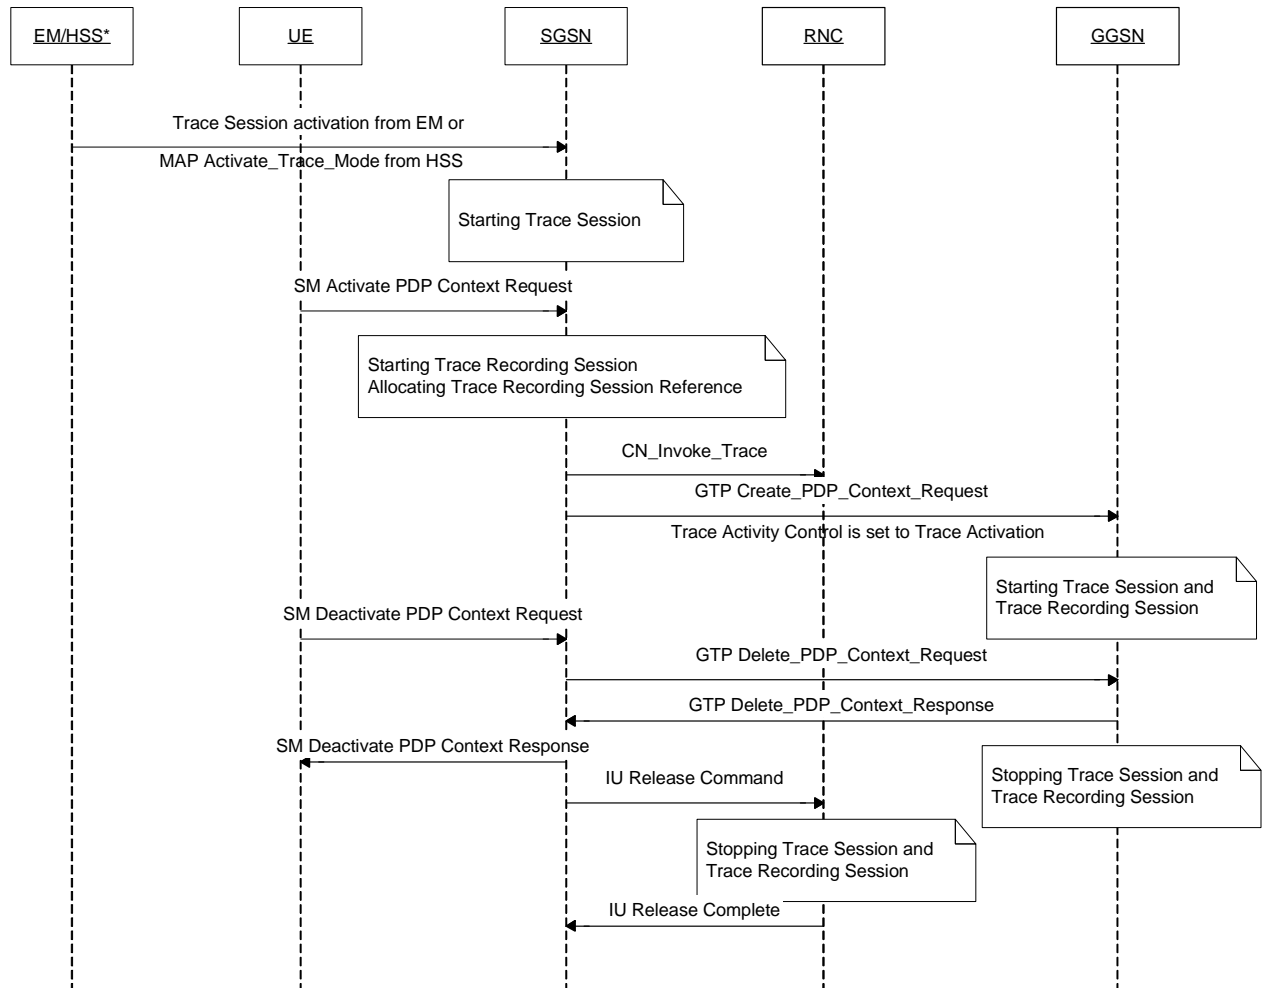 EM/HSS*
UE
SGSN
RNC
GGSN
Trace Session activation from EM or
MAP Activate_Trace_Mode from HSS
Starting Trace Session
SM Activate PDP Context Request
Starting Trace Recording Session
Allocating Trace Recording Session Reference
CN_Invoke_Trace
GTP Create_PDP_Context_Request
Trace Activity Control is set to Trace Activation
Starting Trace Session and
Trace Recording Session
SM Deactivate PDP Context Request
GTP Delete_PDP_Context_Request
GTP Delete_PDP_Context_Response
SM Deactivate PDP Context Response
Stopping Trace Session and
Trace Recording Session
IU Release Command
Stopping Trace Session and
Trace Recording Session
IU Release Complete